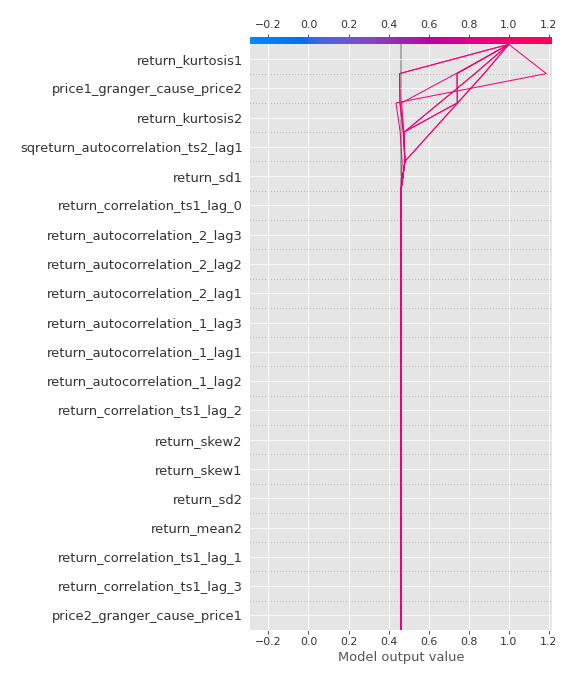 −0.2 0.0 0.2 0.4 0.6 0.8 1.0 1.2
return_kurtosis1
price1_granger_cause_price2
return_kurtosis2
sqreturn_autocorrelation_ts2_lag1
return_sd1
return_correlation_ts1_lag_0
return_autocorrelation_2_lag3
return_autocorrelation_2_lag2
return_autocorrelation_2_lag1
return_autocorrelation_1_lag3
return_autocorrelation_1_lag1
return_autocorrelation_1_lag2
return_correlation_ts1_lag_2
return_skew2
return_skew1
return_sd2
return_mean2
return_correlation_ts1_lag_1
return_correlation_ts1_lag_3
price2_granger_cause_price1
−0.2 0.0 0.2 0.4 0.6 0.8 1.0 1.2
Model output value